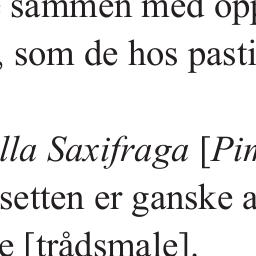 sammen med opp
, som de hos pasti
lla Saxifraga [Pim
setten er ganske a
e [trådsmale].